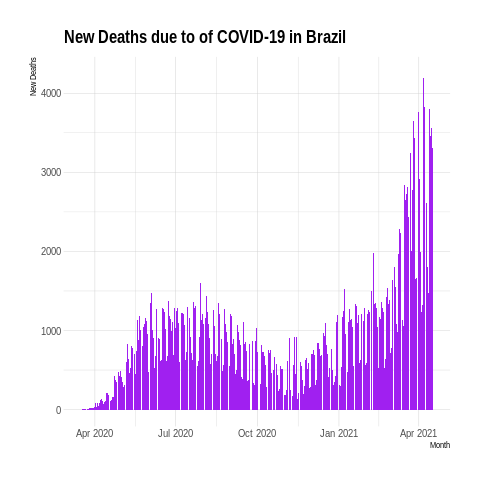 New Deaths due to of COVID-19 in Brazil
New Deaths
4000
3000
2000
1000
0
Apr 2020 Jul 2020 Oct 2020 Jan 2021 Apr 2021
Month